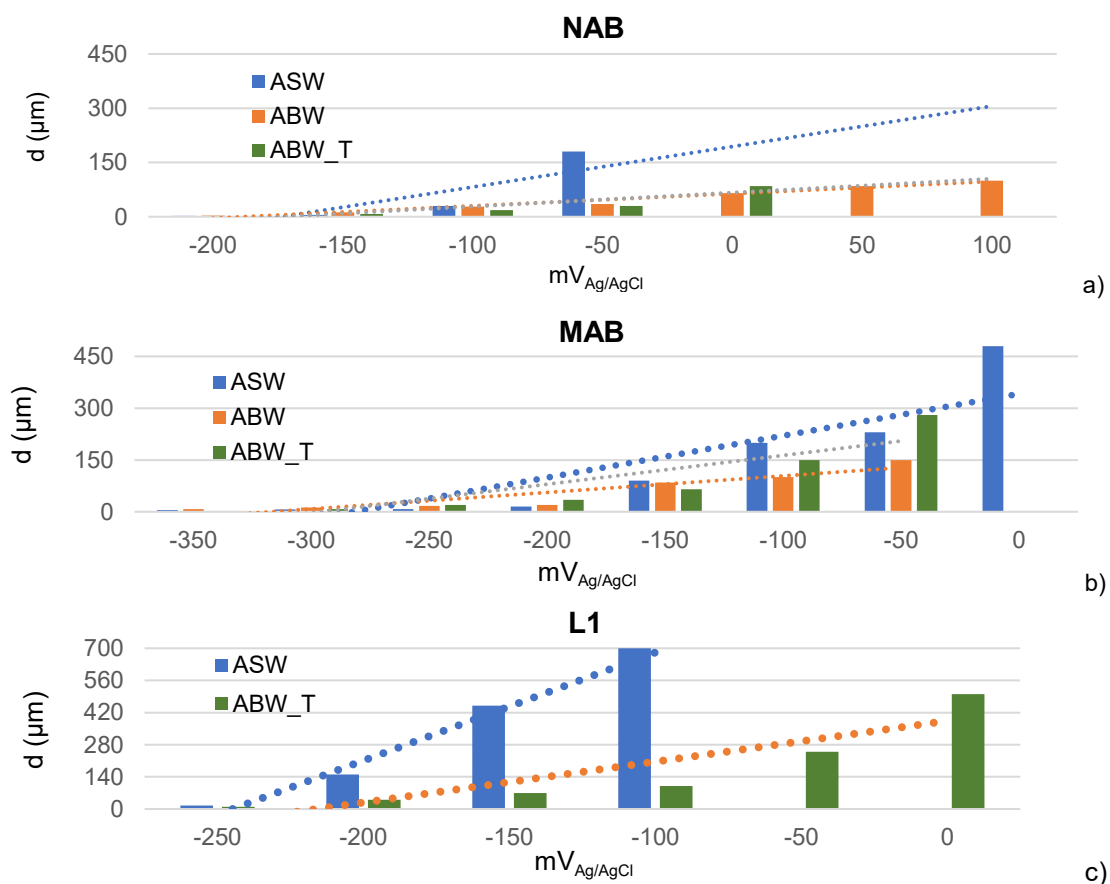 NAB
450
300
150
0
d (µm)
ASW
ABW
ABW_T
-200 -150 -100 -50 0 50 100
mVAg/AgCl
a)
MAB
450
300
150
0
d (µm)
ASW
ABW
ABW_T
-350 -300 -250 -200 -150 -100 -50 0
mVAg/AgCl
b)
L1
700
560
420
280
140
0
d (µm)
ASW
ABW_T
-250 -200 -150 -100 -50 0
mVAg/AgCl
c)